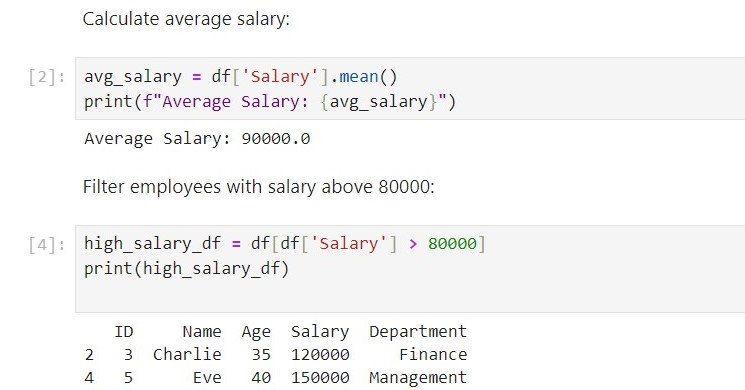 Calculate average salary:
[2]: avg_salary = df['Salary'].mean()
print(f"Average Salary: {avg_salary}")
Average Salary: 90000.0
Filter employees with salary above 80000:
[4]: high_salary_df = df[df['Salary'] > 80000]
print(high_salary_df)
   ID     Name  Age  Salary  Department
2   3  Charlie   35  120000     Finance
4   5      Eve   40  150000  Management